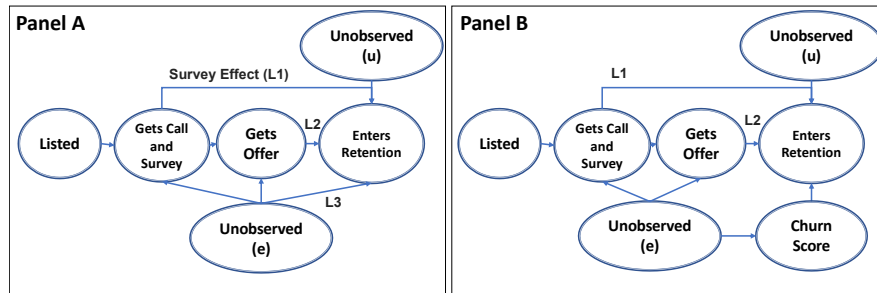 Panel A
Unobserved
(u)
Survey Effect (L1)
Listed
Gets Call
and
Survey
Gets
Offer
L2
Enters
Retention
L3
Unobserved
(e)
Panel B
Unobserved
(u)
L1
Listed
Gets Call
and
Survey
Gets
Offer
L2
Enters
Retention
Unobserved
(e)
Churn
Score